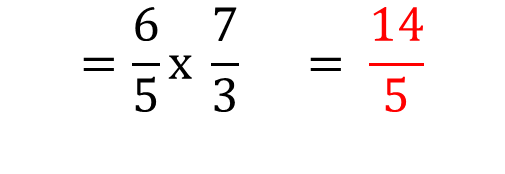 = 6/5 x 7/3 = 14/5